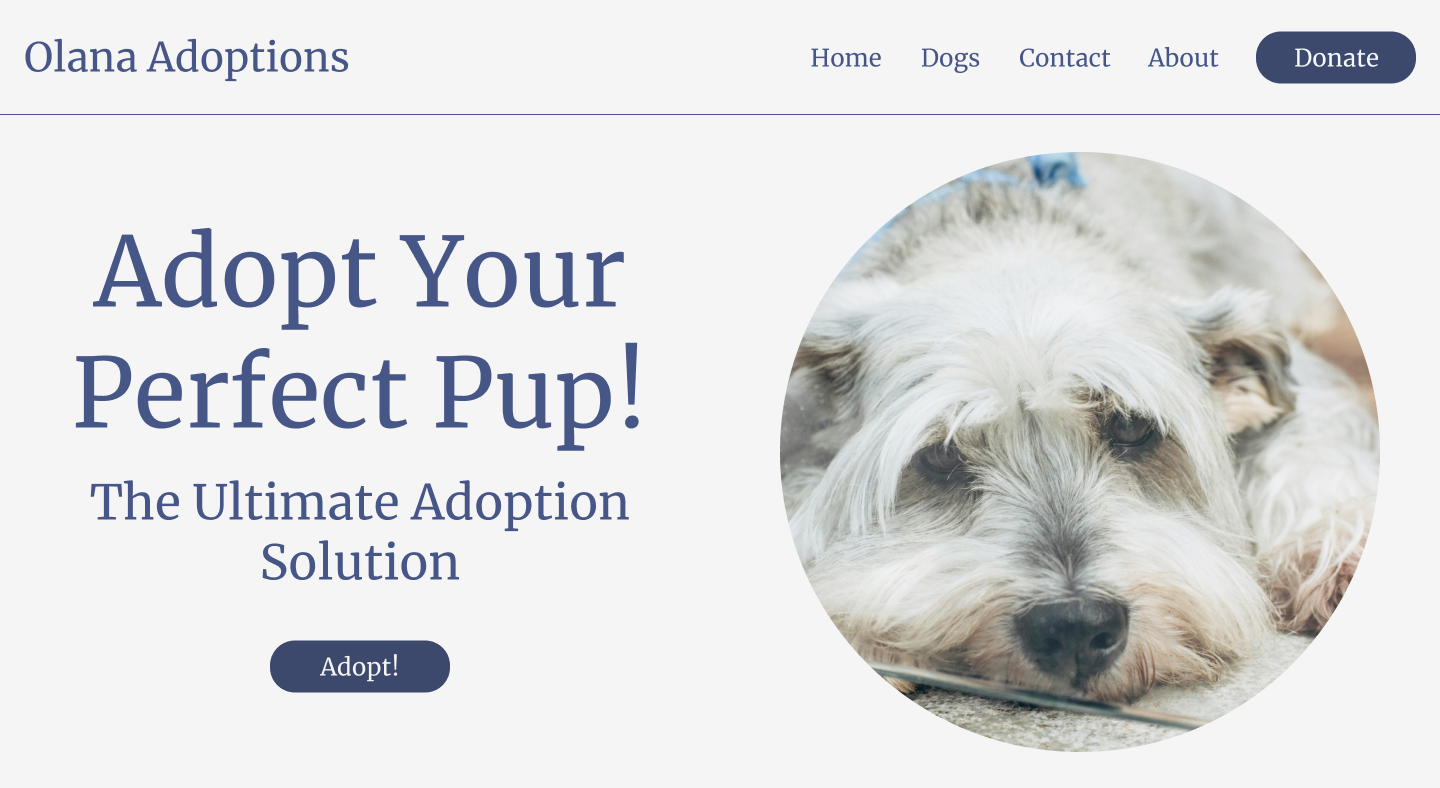 Olana Adoptions
Home
Dogs
Contact
About
Donate
Adopt Your
Perfect Pup!
The Ultimate Adoption
Solution
Adopt!